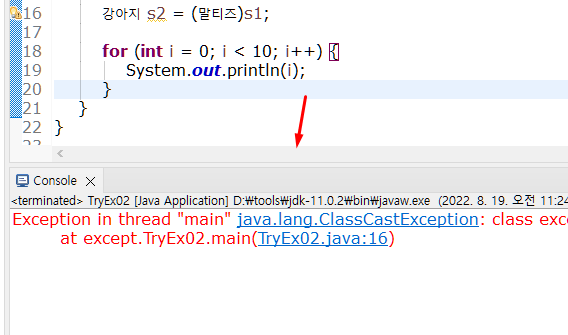 16 강아지 s2 = (말티즈)s1;
17
18 for (int i = 0; i < 10; i++) {
19 System.out.println(i);
20 }
21 }
22 }
Console
<terminated> TryEx02 [Java Application] D:₩tools₩jdk-11.0.2₩bin₩javaw.exe (2022. 8. 19. 오전 11:24
Exception in thread "main" java.lang.ClassCastException: class exce
at except.TryEx02.main(TryEx02.java:16)